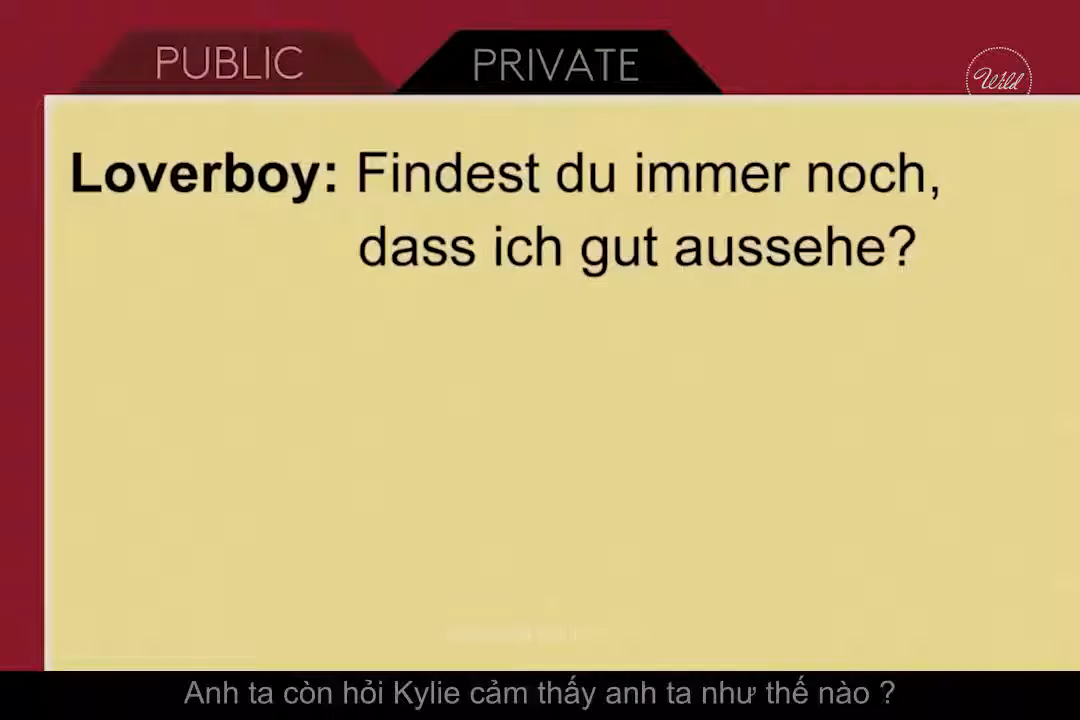 PUBLIC
PRIVATE
Wild
Loverboy: Findest du immer noch,
dass ich gut aussehe?
Anh ta còn hỏi Kylie cảm thấy anh ta như thế nào ?